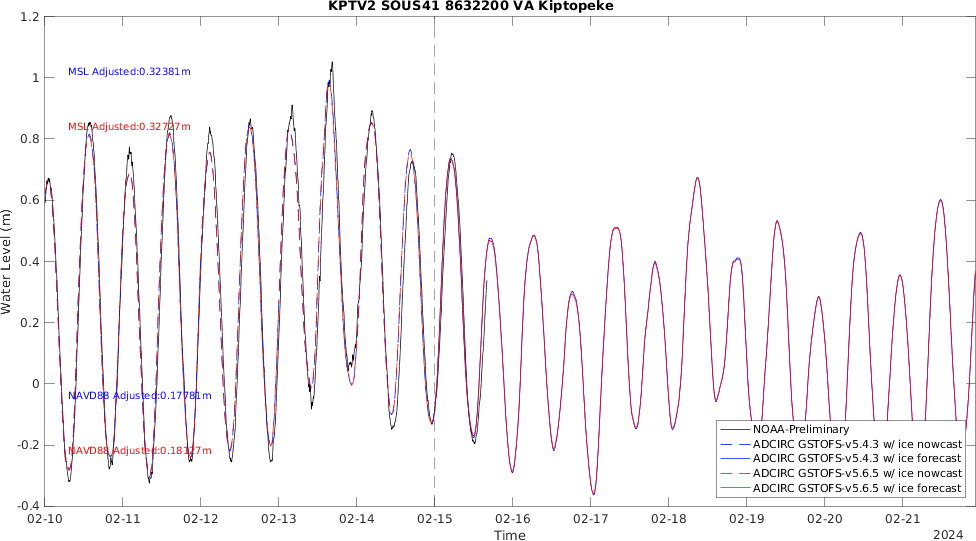 KPTV2 SOUS41 8632200 VA Kiptopeke
1.2
1
0.8
0.6
0.4
0.2
0
-0.2
-0.4
Water Level (m)
MSL Adjusted:0.32381m
MSL Adjusted:0.32727m
NAVD88 Adjusted:0.17781m
NAVD88 Adjusted:0.18127m
NOAA-Preliminary
ADCIRC GSTOFS-v5.4.3 w/ ice nowcast
ADCIRC GSTOFS-v5.4.3 w/ ice forecast
ADCIRC GSTOFS-v5.6.5 w/ ice nowcast
ADCIRC GSTOFS-v5.6.5 w/ ice forecast
02-10 02-11 02-12 02-13 02-14 02-15 02-16 02-17 02-18 02-19 02-20 02-21
Time
2024